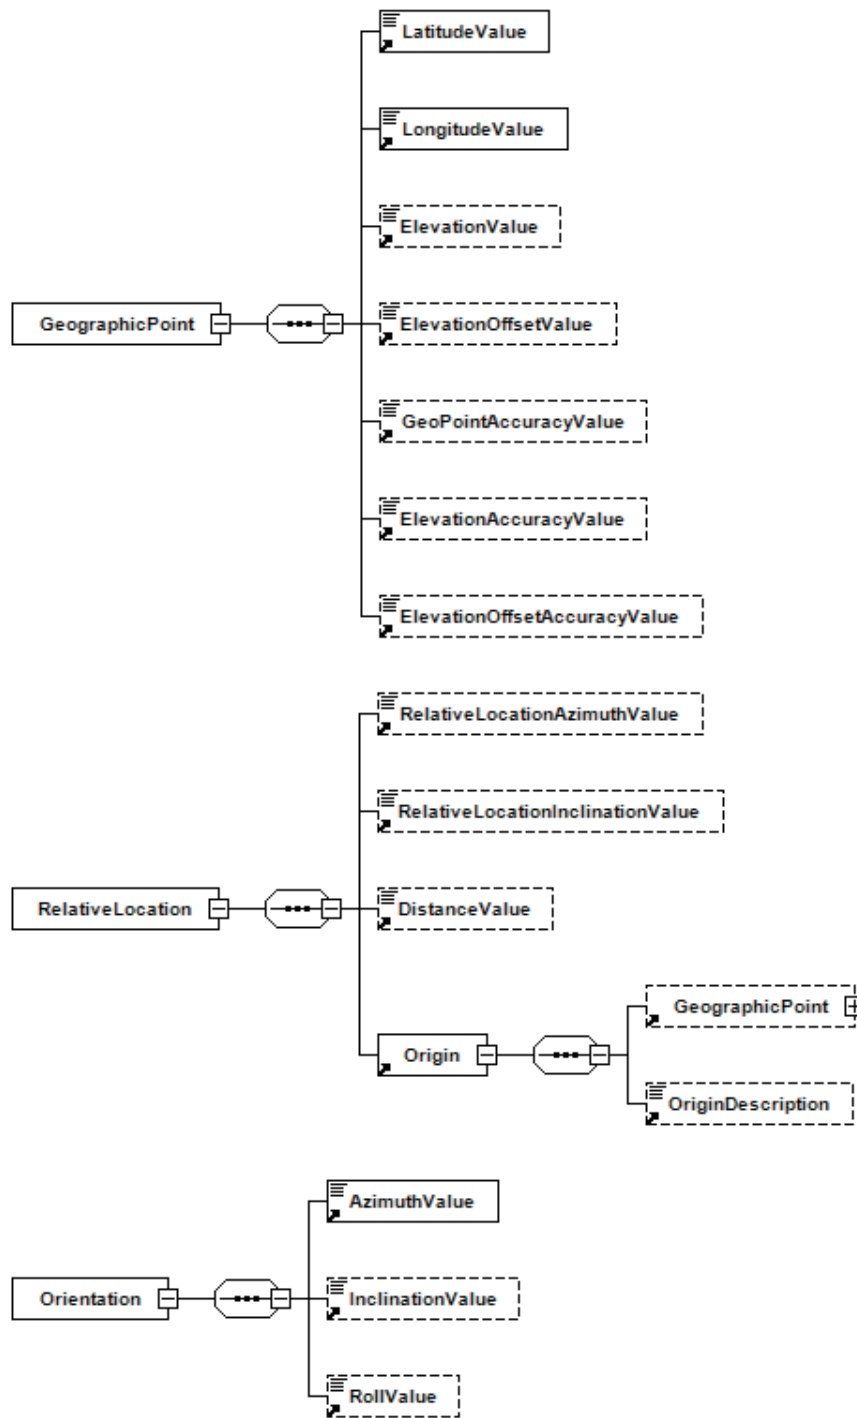 LatitudeValue
LongitudeValue
ElevationValue
GeographicPoint
ElevationOffsetValue
GeoPointAccuracyValue
ElevationAccuracyValue
ElevationOffsetAccuracyValue
RelativeLocationAzimuthValue
RelativeLocationInclinationValue
RelativeLocation
DistanceValue
GeographicPoint
Origin
OriginDescription
AzimuthValue
Orientation
InclinationValue
RollValue